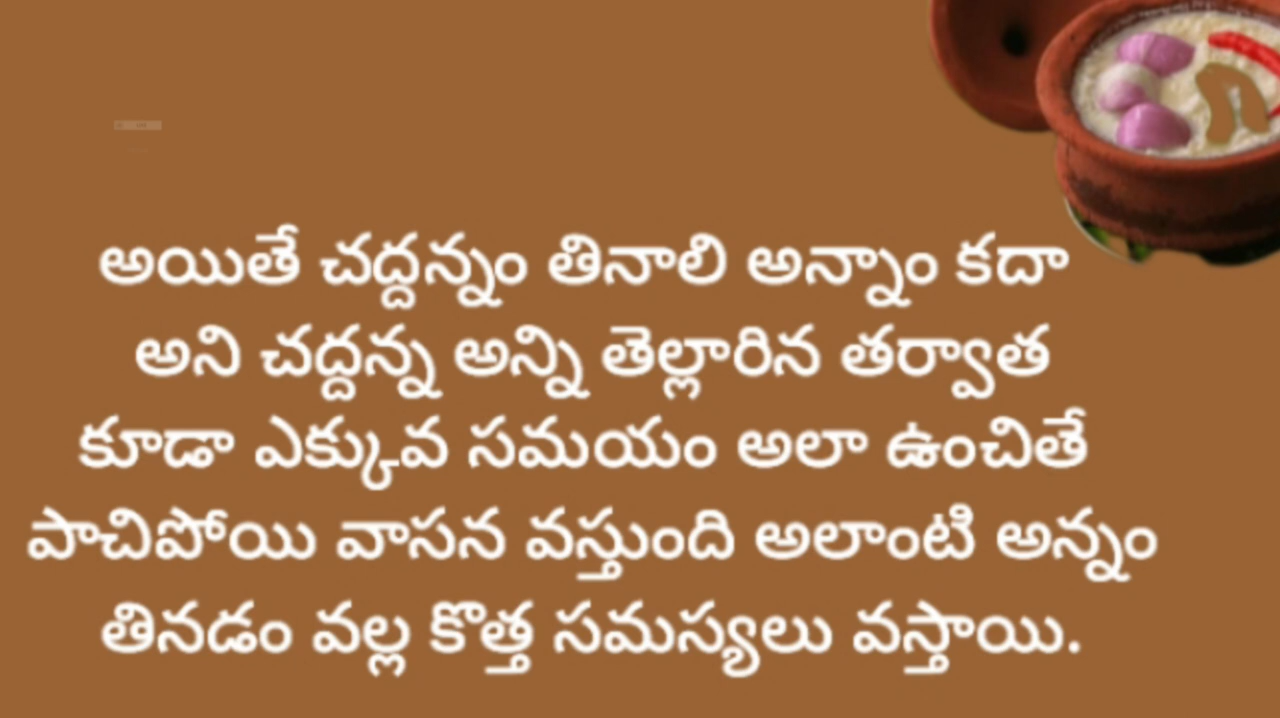 అయితే చద్దన్నం తినాలి అన్నాం కదా
అని చద్దన్న అన్ని తెల్లారిన తర్వాత
కూడా ఎక్కువ సమయం అలా ఉంచితే
పాచిపోయి వాసన వస్తుంది అలాంటి అన్నం
తినడం వల్ల కొత్త సమస్యలు వస్తాయి.